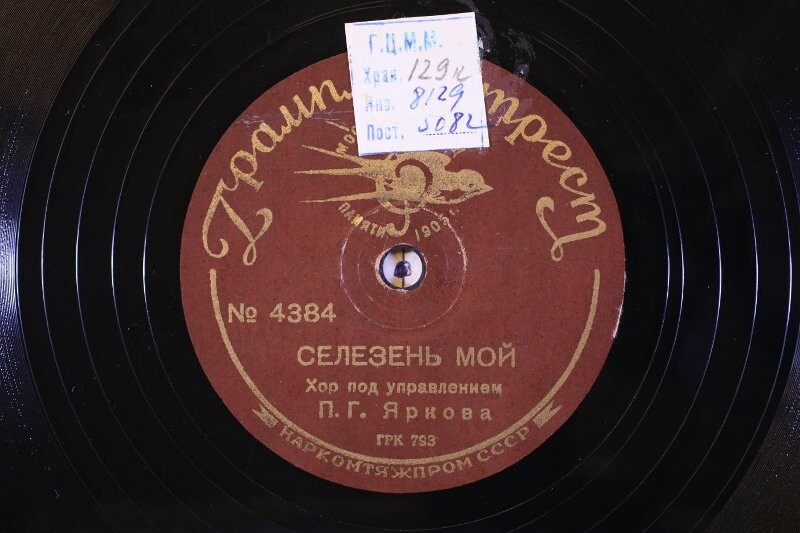 Г.Ц.М.М.
Хран. 129к
Инв. 8129
Пост. 5082
ПАМЯТИ 1905 г.
№ 4384
СЕЛЕЗЕНЬ МОЙ
Хор под управлением
П. Г. Яркова
ГРК 793
НАРКОМТЯЖПРОМ СССР